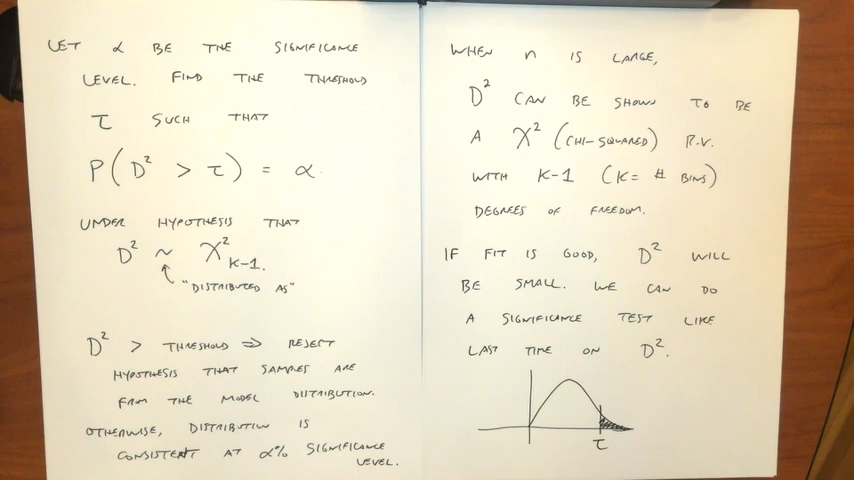 LET α BE THE SIGNIFICANCE
LEVEL. FIND THE THRESHOLD
τ SUCH THAT
P(D² > τ) = α.
UNDER HYPOTHESIS THAT
D² ~ χ²_{K-1}.
"DISTRIBUTED AS"
D² > THRESHOLD ⇒ REJECT
HYPOTHESIS THAT SAMPLES ARE
FROM THE MODEL DISTRIBUTION.
OTHERWISE, DISTRIBUTION IS
CONSISTENT AT α% SIGNIFICANCE
LEVEL.
WHEN n IS LARGE,
D² CAN BE SHOWN TO BE
A χ² (CHI-SQUARED) R.V.
WITH K-1 (K= # BINS)
DEGREES OF FREEDOM.
IF FIT IS GOOD, D² WILL
BE SMALL. WE CAN DO
A SIGNIFICANCE TEST LIKE
LAST TIME ON D².
τ